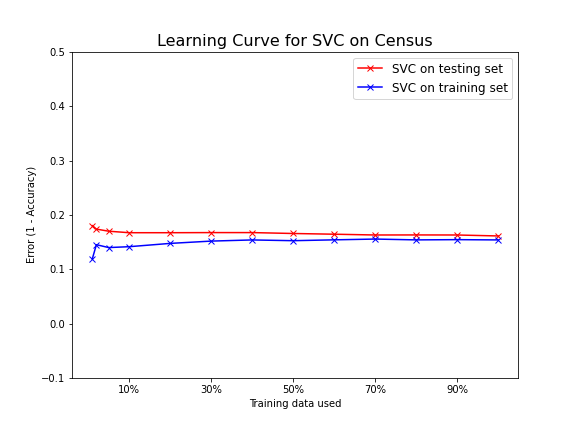 Learning Curve for SVC on Census
SVC on testing set
SVC on training set
Error (1 - Accuracy)
0.5
0.4
0.3
0.2
0.1
0.0
−0.1
10% 30% 50% 70% 90%
Training data used